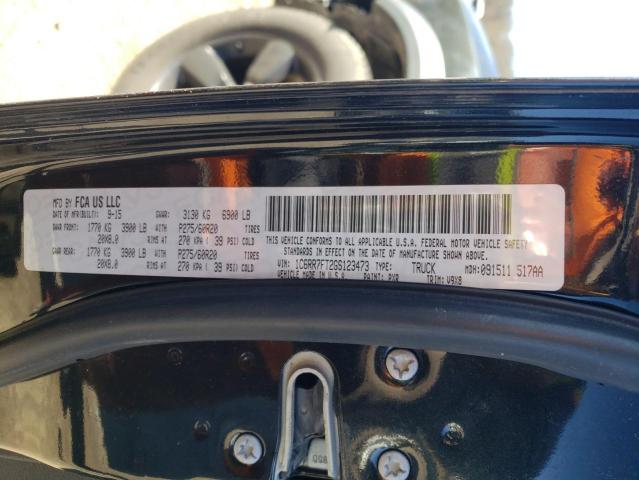 MFD BY FCA US LLC
DATE OF MFR(BUILT): 9-15 GVWR: 3130 KG 6900 LB
GAWR FRONT: 1770 KG 3900 LB WITH P275/60R20 TIRES
20X8.0 RIMS AT 270 KPA ( 39 PSI) COLD
GAWR REAR: 1770 KG 3900 LB WITH P275/60R20 TIRES
20X8.0 RIMS AT 270 KPA ( 39 PSI) COLD
THIS VEHICLE CONFORMS TO ALL APPLICABLE U.S.A. FEDERAL MOTOR VEHICLE SAFETY
STANDARDS IN EFFECT ON THE DATE OF MANUFACTURE SHOWN ABOVE.
VIN: 1C6RR7FT2GS123473 TYPE: TRUCK MDH: 091511 517AA
VEHICLE MADE IN U.S.A PAINT: PXR TRIM: V9X8